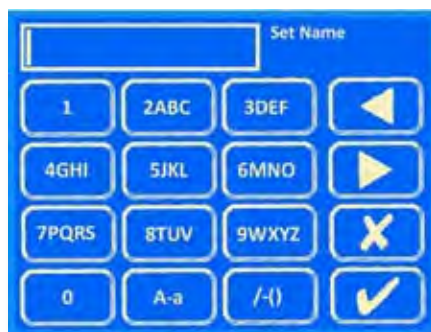 Set Name
1 2ABC 3DEF
4GHI 5JKL 6MNO
7PQRS 8TUV 9WXYZ
0 A-a /-()